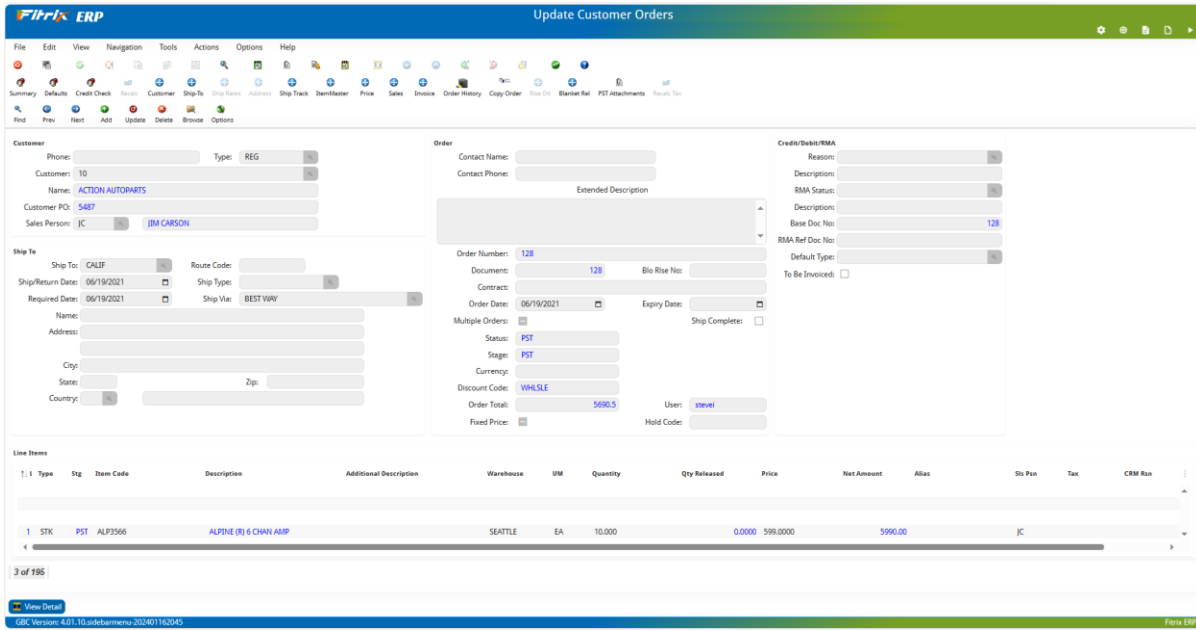 Fitrix ERP
Update Customer Orders
File Edit View Navigation Tools Actions Options Help
Summary Defaults Credit Check Recalc Customer Ship-To Ship Rates Address Ship Track ItemMaster Price Sales Invoice Order History Copy Order Rlse Dtl Blanket Rel PST Attachments Recalc Tax
Find Prev Next Add Update Delete Browse Options
Customer
Phone: Type: REG
Customer: 10
Name: ACTION AUTOPARTS
Customer PO: 5487
Sales Person: JC JIM CARSON
Ship To
Ship To: CALIF Route Code:
Ship/Return Date: 06/19/2021 Ship Type:
Required Date: 06/19/2021 Ship Via: BEST WAY
Name:
Address:
City:
State: Zip:
Country:
Order
Contact Name:
Contact Phone:
Extended Description
Order Number: 128
Document: 128 Blo Rlse No:
Contract:
Order Date: 06/19/2021 Expiry Date:
Multiple Orders: Ship Complete:
Status: PST
Stage: PST
Currency:
Discount Code: WHLSLE
Order Total: 5690.5 User: stevei
Fixed Price: Hold Code:
Credit/Debit/RMA
Reason:
Description:
RMA Status:
Description:
Base Doc No: 128
RMA Ref Doc No:
Default Type:
To Be Invoiced:
Line Items
Type Stg Item Code Description Additional Description Warehouse UM Quantity Qty Released Price Net Amount Alias Sls Psn Tax CRM Rsn
1 STK PST ALP3566 ALPINE (R) 6 CHAN AMP SEATTLE EA 10.000 0.0000 599.0000 5990.00 JC
3 of 195
View Detail
GBC Version: 4.01.10.sidebarmenu-202401162045 Fitrix ERP